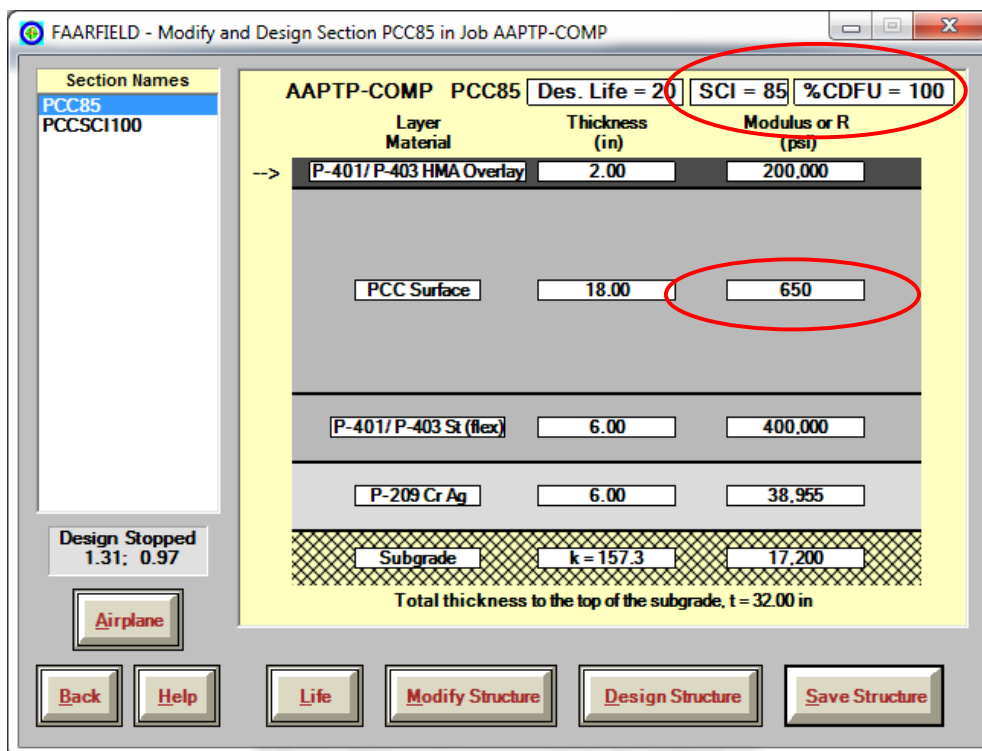 FAARFIELD - Modify and Design Section PCC85 in Job AAPTP-COMP
Section Names
PCC85
PCCSCI100
AAPTP-COMP PCC85 Des. Life = 20 SCI = 85 %CDFU = 100
Layer Material Thickness (in) Modulus or R (psi)
--> P-401/ P-403 HMA Overlay 2.00 200,000
PCC Surface 18.00 650
P-401/ P-403 St (flex) 6.00 400,000
P-209 Cr Ag 6.00 38,955
Subgrade k = 157.3 17,200
Total thickness to the top of the subgrade, t = 32.00 in
Design Stopped
1.31; 0.97
Airplane
Back Help Life Modify Structure Design Structure Save Structure